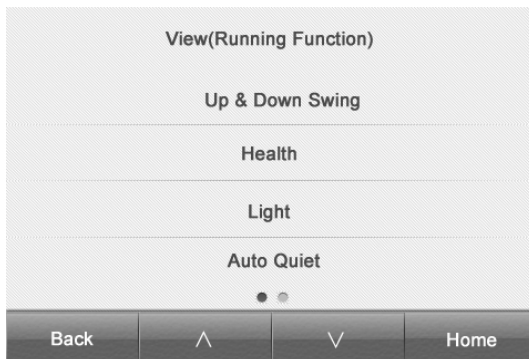 View(Running Function)
Up & Down Swing
Health
Light
Auto Quiet
Back ∧ ∨ Home